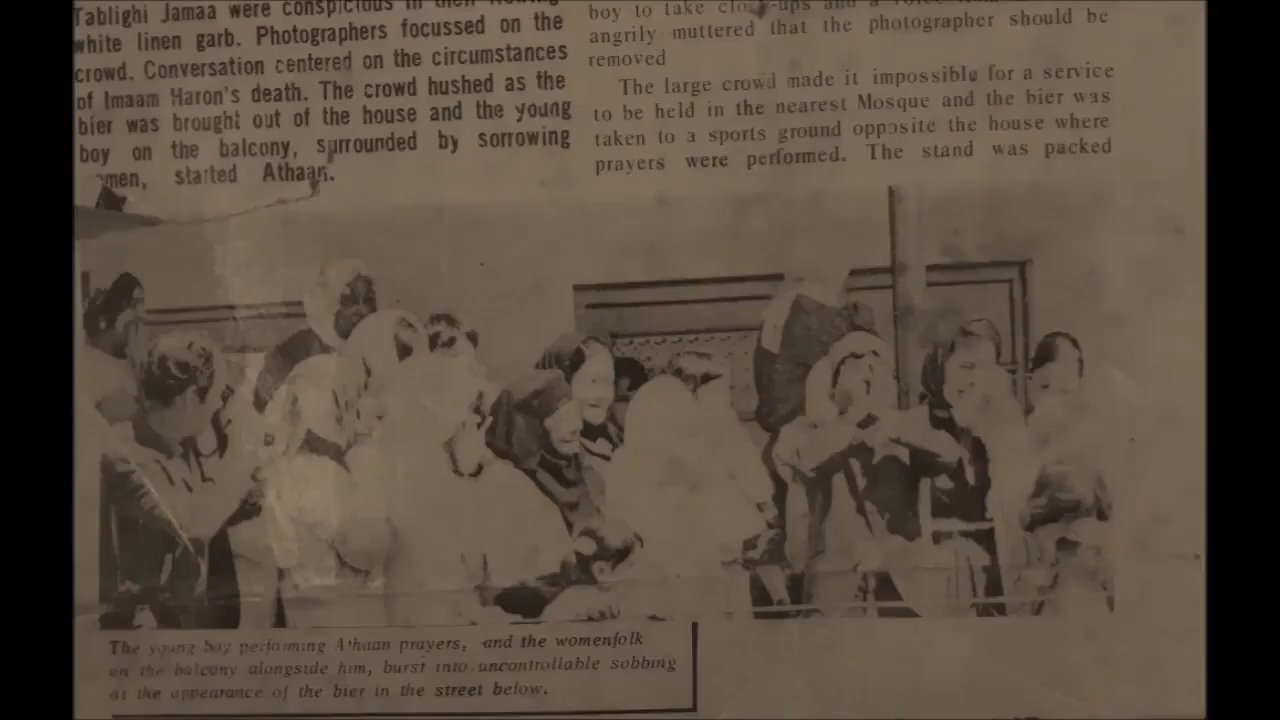 Tablighi Jamaa were conspicious in their flowing
white linen garb. Photographers focussed on the
crowd. Conversation centered on the circumstances
of Imaam Haron's death. The crowd hushed as the
bier was brought out of the house and the young
boy on the balcony, surrounded by sorrowing
omen, started Athaan.
boy to take close-ups and a voice
angrily muttered that the photographer should be
removed
The large crowd made it impossible for a service
to be held in the nearest Mosque and the bier was
taken to a sports ground opposite the house where
prayers were performed. The stand was packed
The young boy performing Athaan prayers, and the womenfolk
on the balcony alongside him, burst into uncontrollable sobbing
at the appearance of the bier in the street below.